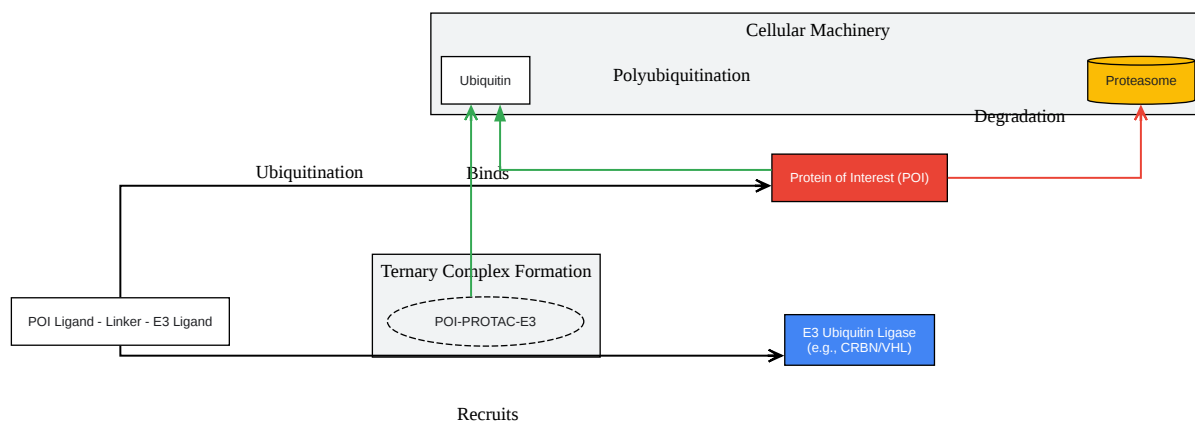 Cellular Machinery
Ubiquitin
Polyubiquitination
Proteasome
Degradation
Ubiquitination
Binds
Protein of Interest (POI)
Ternary Complex Formation
POI Ligand - Linker - E3 Ligand
POI-PROTAC-E3
E3 Ubiquitin Ligase
(e.g., CRBN/VHL)
Recruits